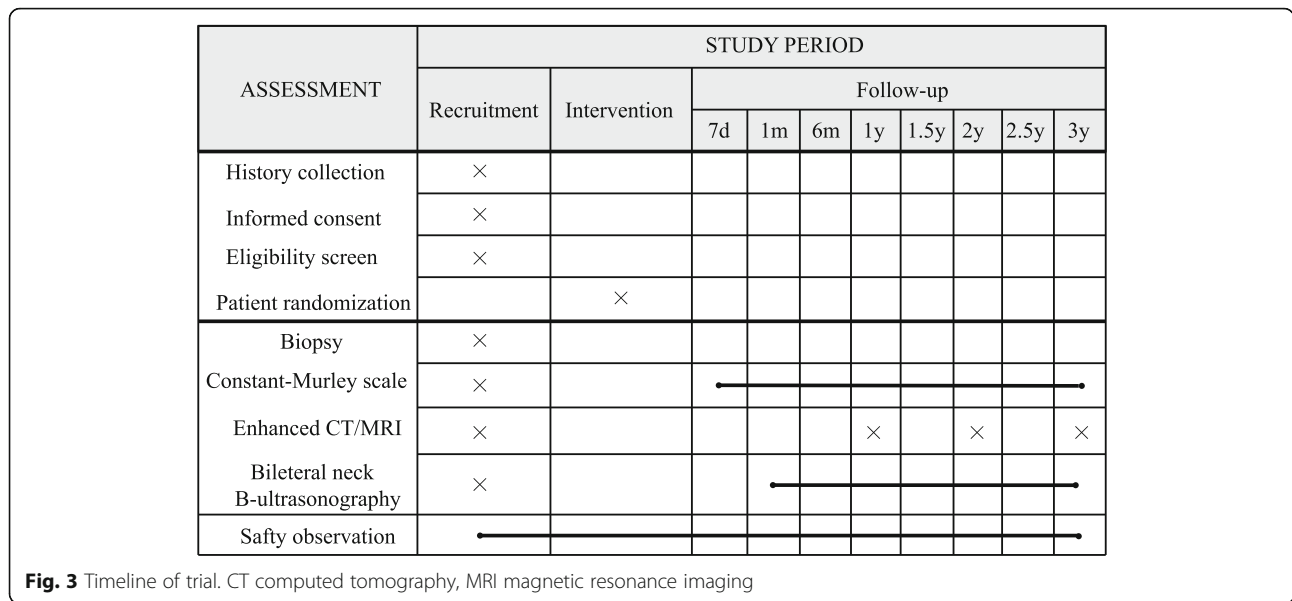 STUDY PERIOD
ASSESSMENT
Recruitment
Intervention
Follow-up
7d 1m 6m 1y 1.5y 2y 2.5y 3y
History collection ×
Informed consent ×
Eligibility screen ×
Patient randomization ×
Biopsy ×
Constant-Murley scale ×
Enhanced CT/MRI × × × ×
Bileteral neck
B-ultrasonography ×
Safty observation
Fig. 3 Timeline of trial. CT computed tomography, MRI magnetic resonance imaging